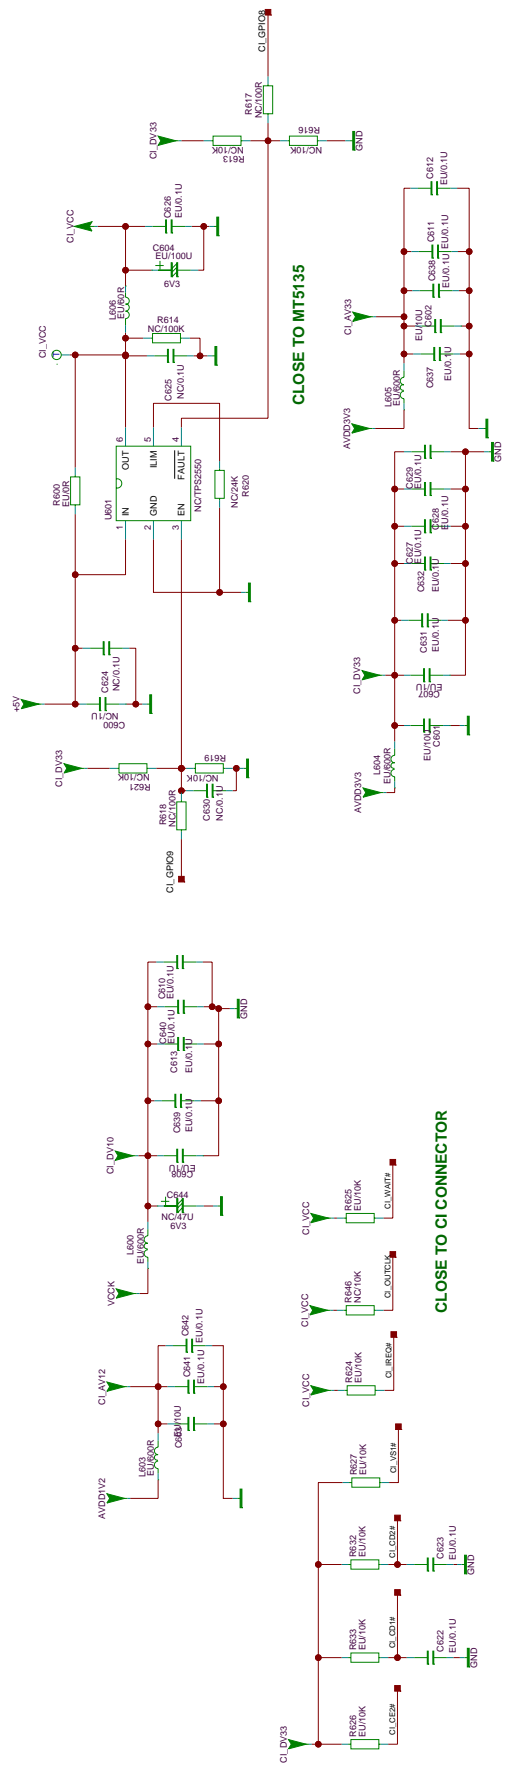 CI_GPIO8
R617
NC/100R
CI_DV33
R613
NC/10K
R616
NC/10K
GND
CI_VCC
C626
EU/0.1U
C604
EU/100U
6V3
L606
EU/60R
R614
NC/100K
C625
NC/0.1U
CI_VCC
1
R600
EU/0R
U601
NC/TPS2550
OUT
ILIM
FAULT
IN
GND
EN
6
5
4
1
2
3
R620
NC/24K
CLOSE TO MT5135
+5V
C624
NC/0.1U
C600
NC/1U
CI_DV33
R621
NC/10K
R619
NC/10K
C630
NC/0.1U
R618
NC/100R
CI_GPIO9
C612
EU/0.1U
C611
EU/0.1U
C638
EU/0.1U
CI_AV33
C602
EU/10U
C637
EU/0.1U
L605
EU/600R
AVDD3V3
GND
C629
EU/0.1U
C628
EU/0.1U
C627
EU/0.1U
C632
EU/0.1U
C631
EU/0.1U
CI_DV33
C607
EU/1U
C601
EU/10U
L604
EU/600R
AVDD3V3
C610
EU/0.1U
C640
EU/0.1U
C613
EU/0.1U
GND
C639
EU/0.1U
CI_DV10
C608
EU/1U
C644
NC/47U
6V3
L600
EU/600R
VCCK
C642
EU/0.1U
C641
EU/0.1U
CI_AV12
EU/10U
L603
EU/600R
AVDD1V2
CI_WAIT#
R625
EU/10K
CI_VCC
CI_OUTCLK
R646
NC/10K
CI_VCC
CI_IREQ#
R624
EU/10K
CI_VCC
CLOSE TO CI CONNECTOR
CI_VS1#
R627
EU/10K
CI_CD2#
R632
EU/10K
C623
EU/0.1U
GND
CI_CD1#
R633
EU/10K
C622
EU/0.1U
GND
CI_CE2#
R626
EU/10K
CI_DV33